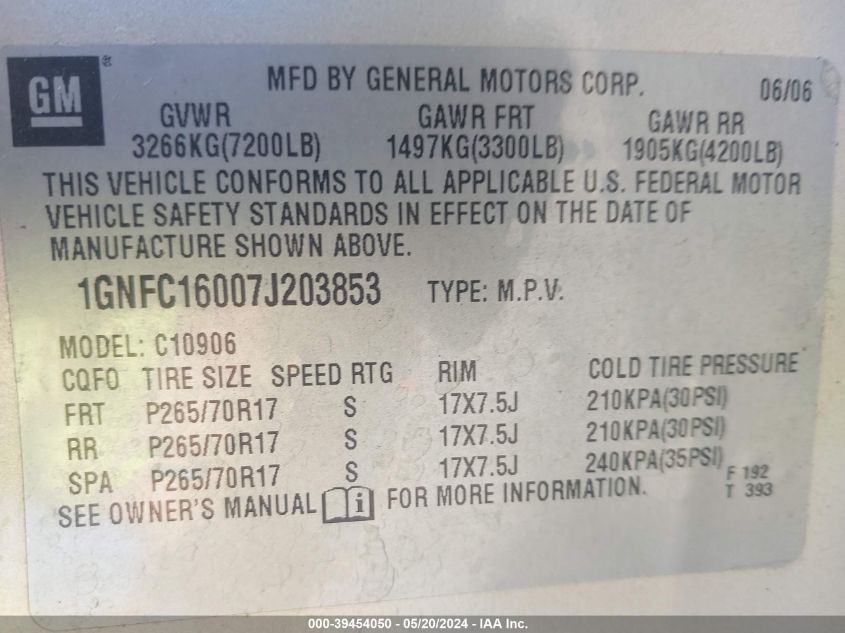 GM ®
MFD BY GENERAL MOTORS CORP. 06/06
GVWR GAWR FRT GAWR RR
3266KG(7200LB) 1497KG(3300LB) 1905KG(4200LB)
THIS VEHICLE CONFORMS TO ALL APPLICABLE U.S. FEDERAL MOTOR
VEHICLE SAFETY STANDARDS IN EFFECT ON THE DATE OF
MANUFACTURE SHOWN ABOVE.
1GNFC16007J203853 TYPE: M.P.V.
MODEL: C10906
CQFO TIRE SIZE SPEED RTG RIM COLD TIRE PRESSURE
FRT P265/70R17 S 17X7.5J 210KPA(30PSI)
RR P265/70R17 S 17X7.5J 210KPA(30PSI)
SPA P265/70R17 S 17X7.5J 240KPA(35PSI)
F 192
T 393
SEE OWNER'S MANUAL i FOR MORE INFORMATION.
000-39454050 - 05/20/2024 - IAA Inc.